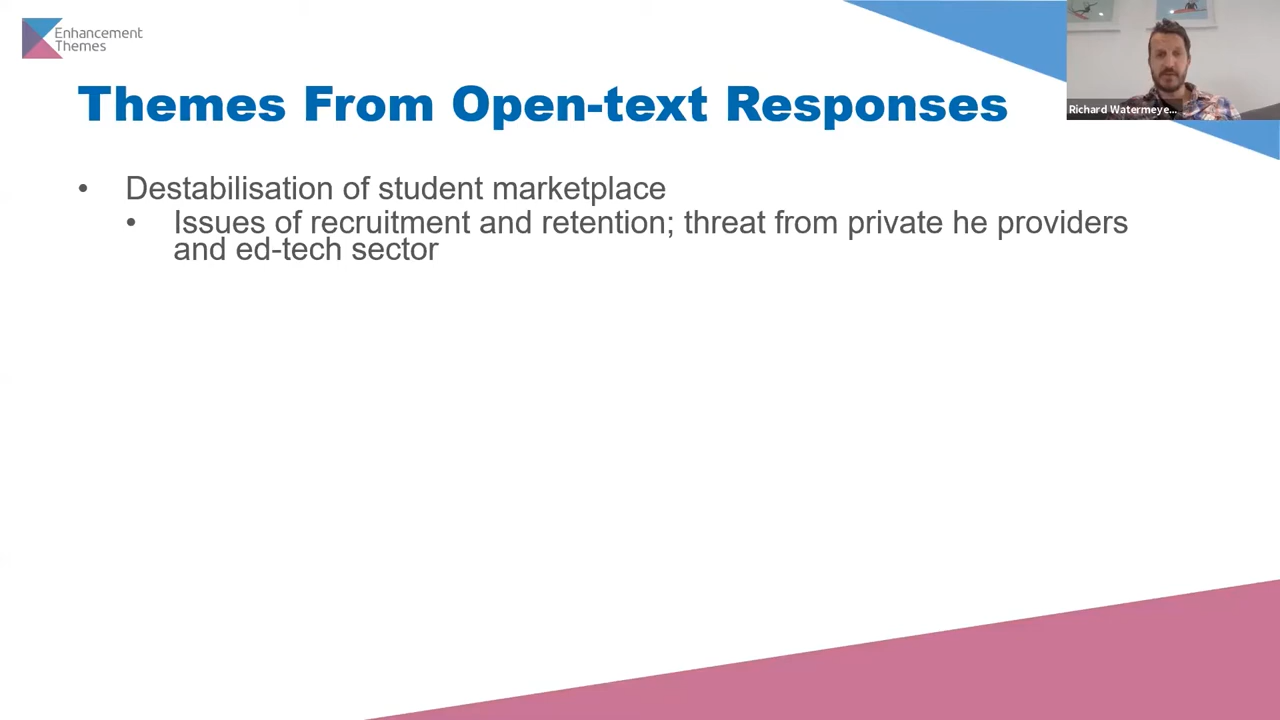 Enhancement
Themes
Themes From Open-text Responses
Richard Watermeye...
• Destabilisation of student marketplace
• Issues of recruitment and retention; threat from private he providers
and ed-tech sector